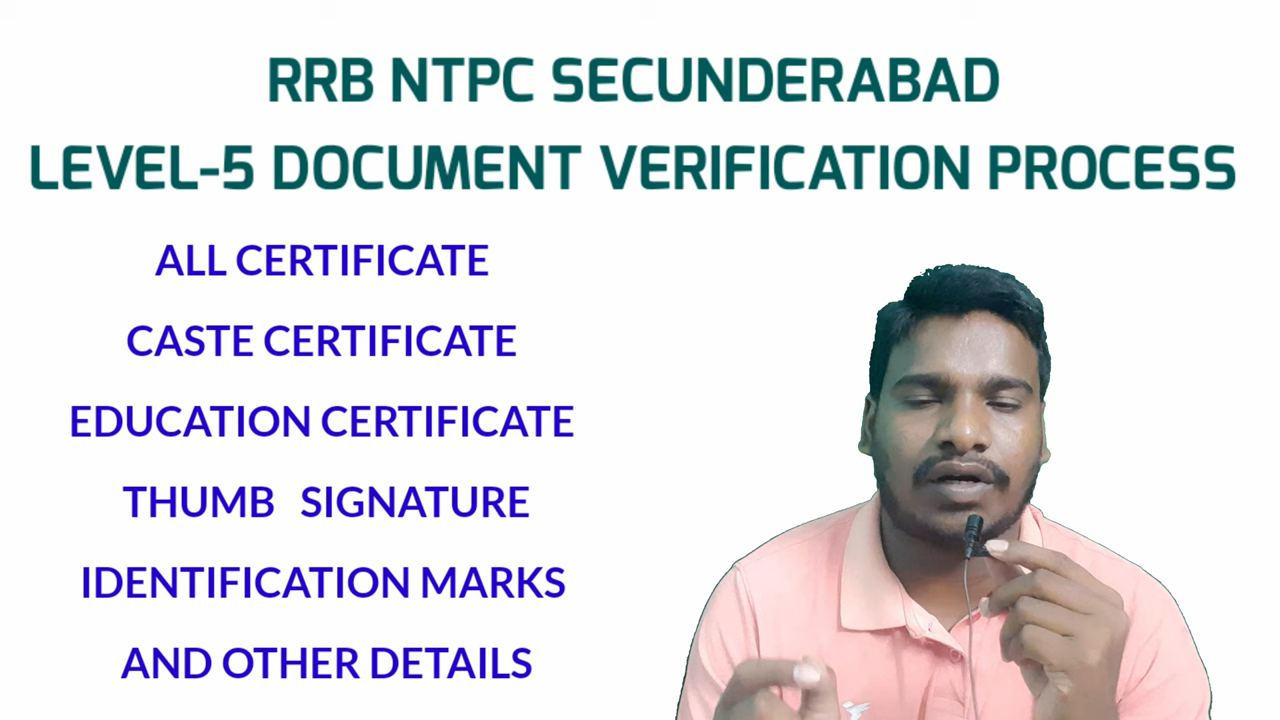 RRB NTPC SECUNDERABAD
LEVEL-5 DOCUMENT VERIFICATION PROCESS
ALL CERTIFICATE
CASTE CERTIFICATE
EDUCATION CERTIFICATE
THUMB SIGNATURE
IDENTIFICATION MARKS
AND OTHER DETAILS